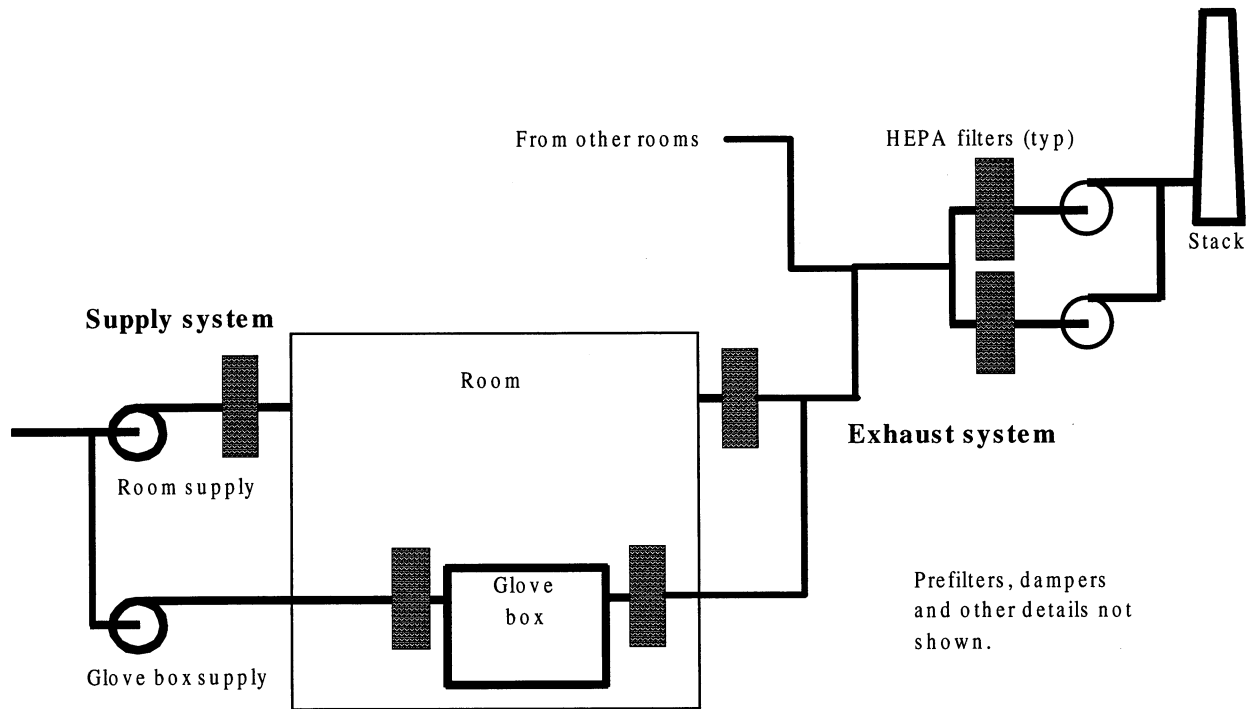 From other rooms
HEPA filters (typ)
Stack
Supply system
Room
Exhaust system
Room supply
Glove
box
Prefilters, dampers
and other details not
shown.
Glove box supply